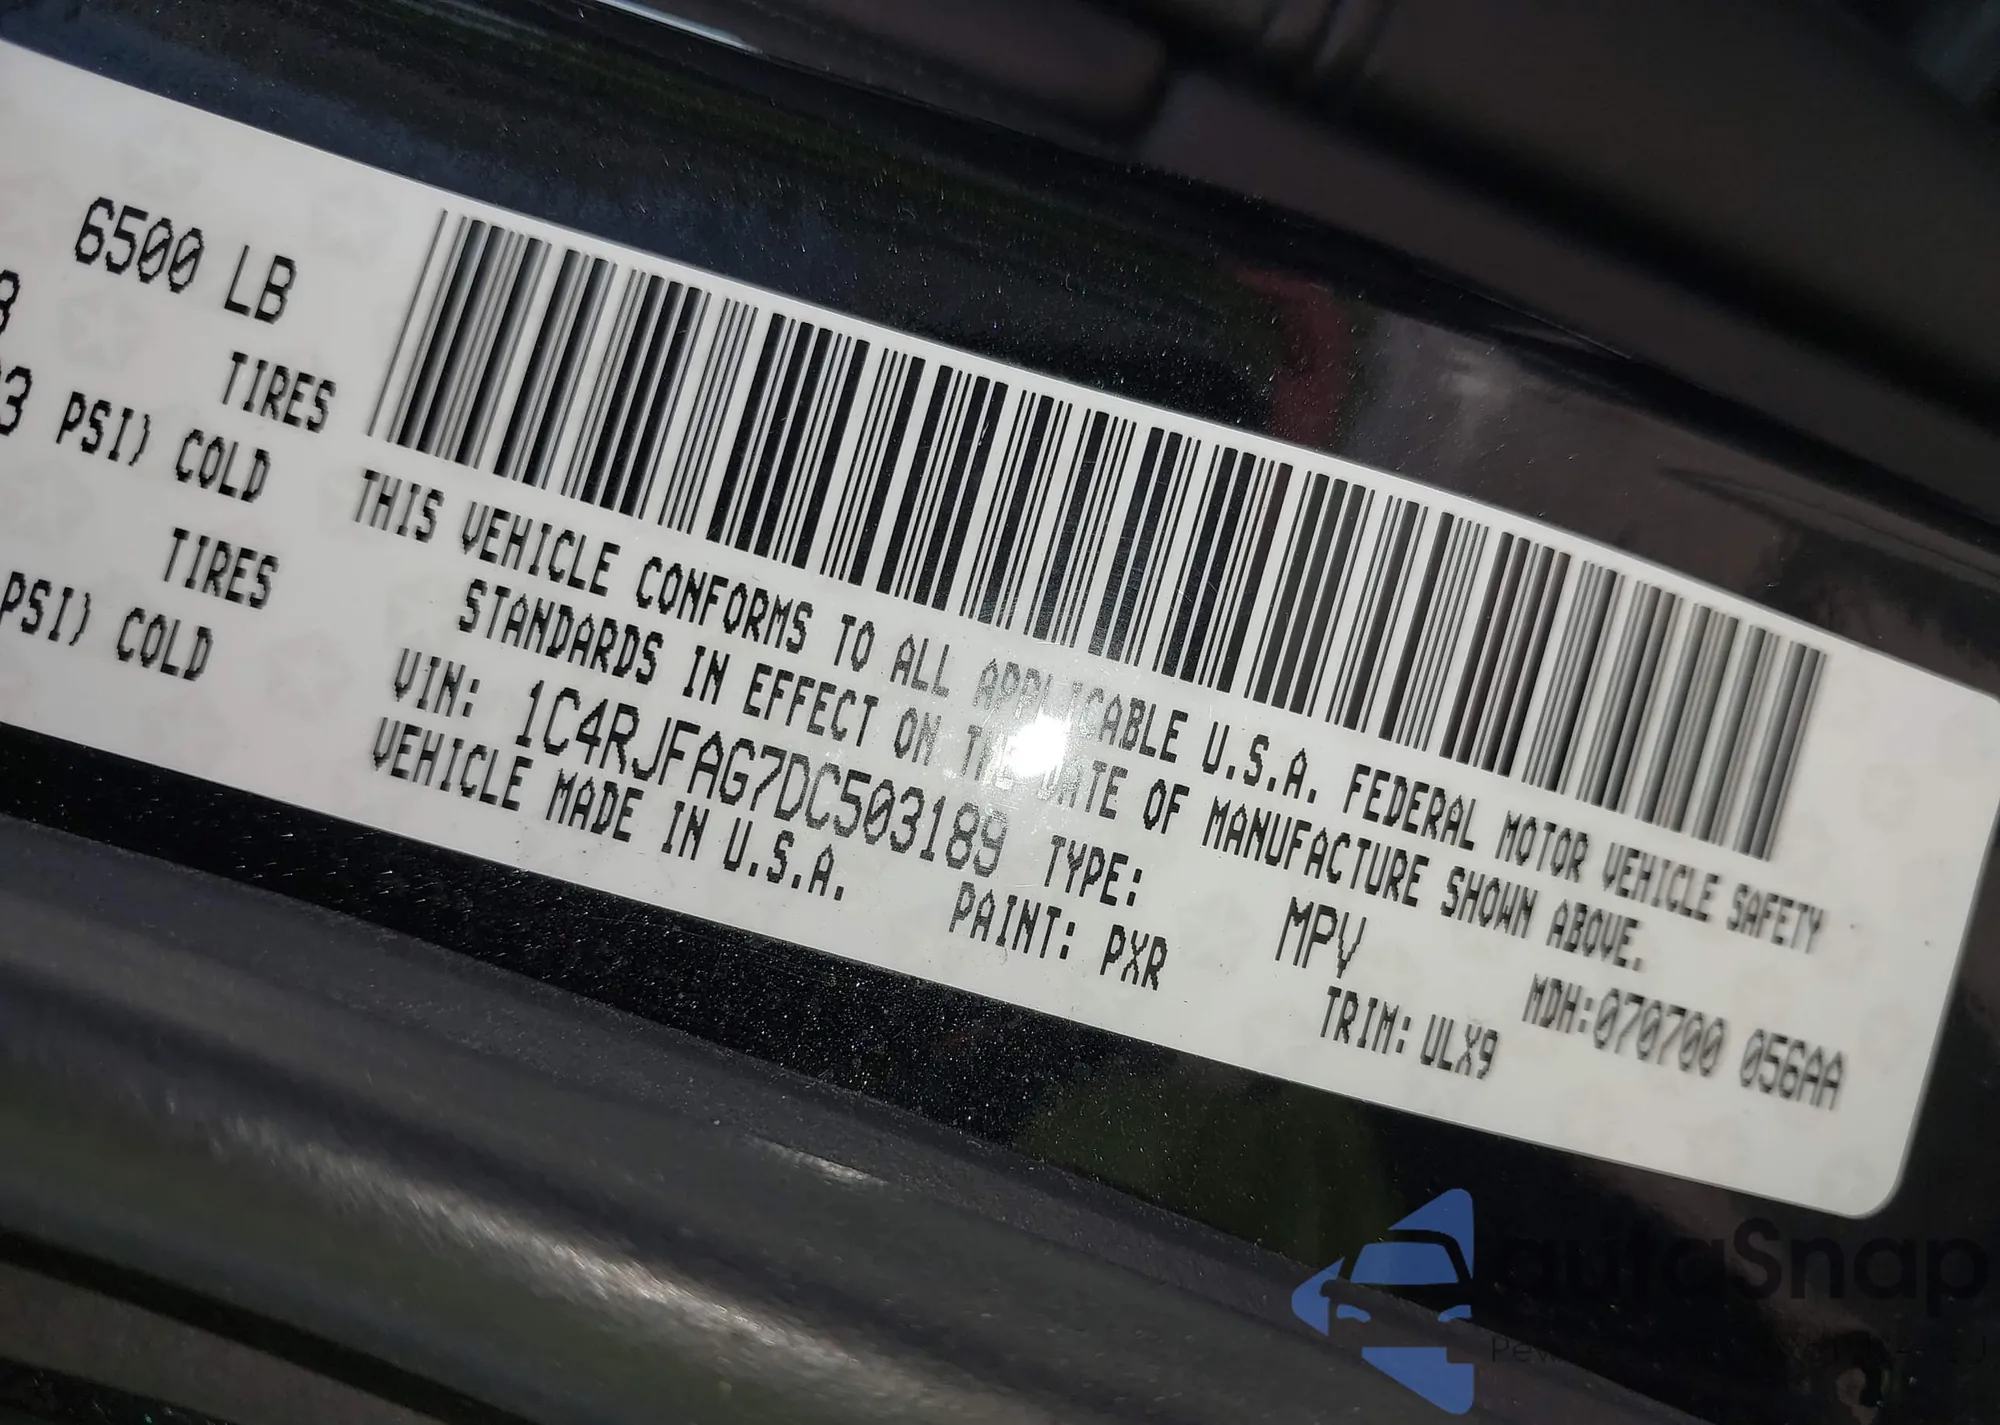 6500 LB
TIRES
3 PSI) COLD
TIRES
PSI) COLD
THIS VEHICLE CONFORMS TO ALL APPLICABLE U.S.A. FEDERAL MOTOR VEHICLE SAFETY
STANDARDS IN EFFECT ON THE DATE OF MANUFACTURE SHOWN ABOVE.
VIN: 1C4RJFAG7DC503189 TYPE: MPV MDH:070700 056AA
VEHICLE MADE IN U.S.A. PAINT: PXR TRIM: ULX9
autaSnap